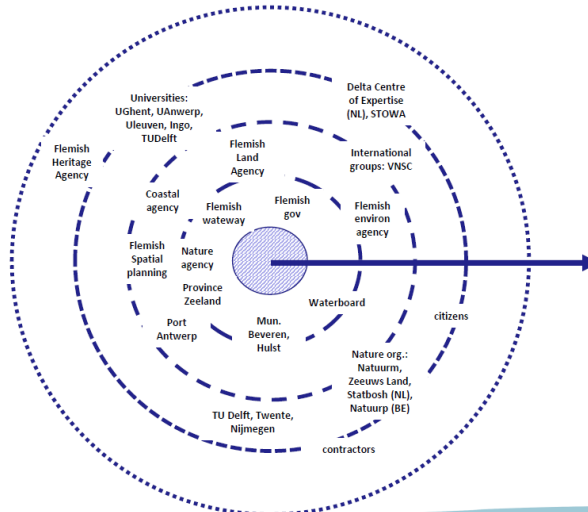 Universities:
UGhent, UAnwerp,
Uleuven, Ingo,
TUDelft
Delta Centre
of Expertise
(NL), STOWA
Flemish
Heritage
Agency
Flemish
Land
Agency
International
groups: VNSC
Coastal
agency
Flemish
wateway
Flemish
gov
Flemish
environ
agency
Flemish
Spatial
planning
Nature
agency
Province
Zeeland
Waterboard
Port
Antwerp
Mun.
Beveren,
Hulst
citizens
Nature org.:
Natuurm,
Zeeuws Land,
Statbosh (NL),
Natuurp (BE)
TU Delft, Twente,
Nijmegen
contractors